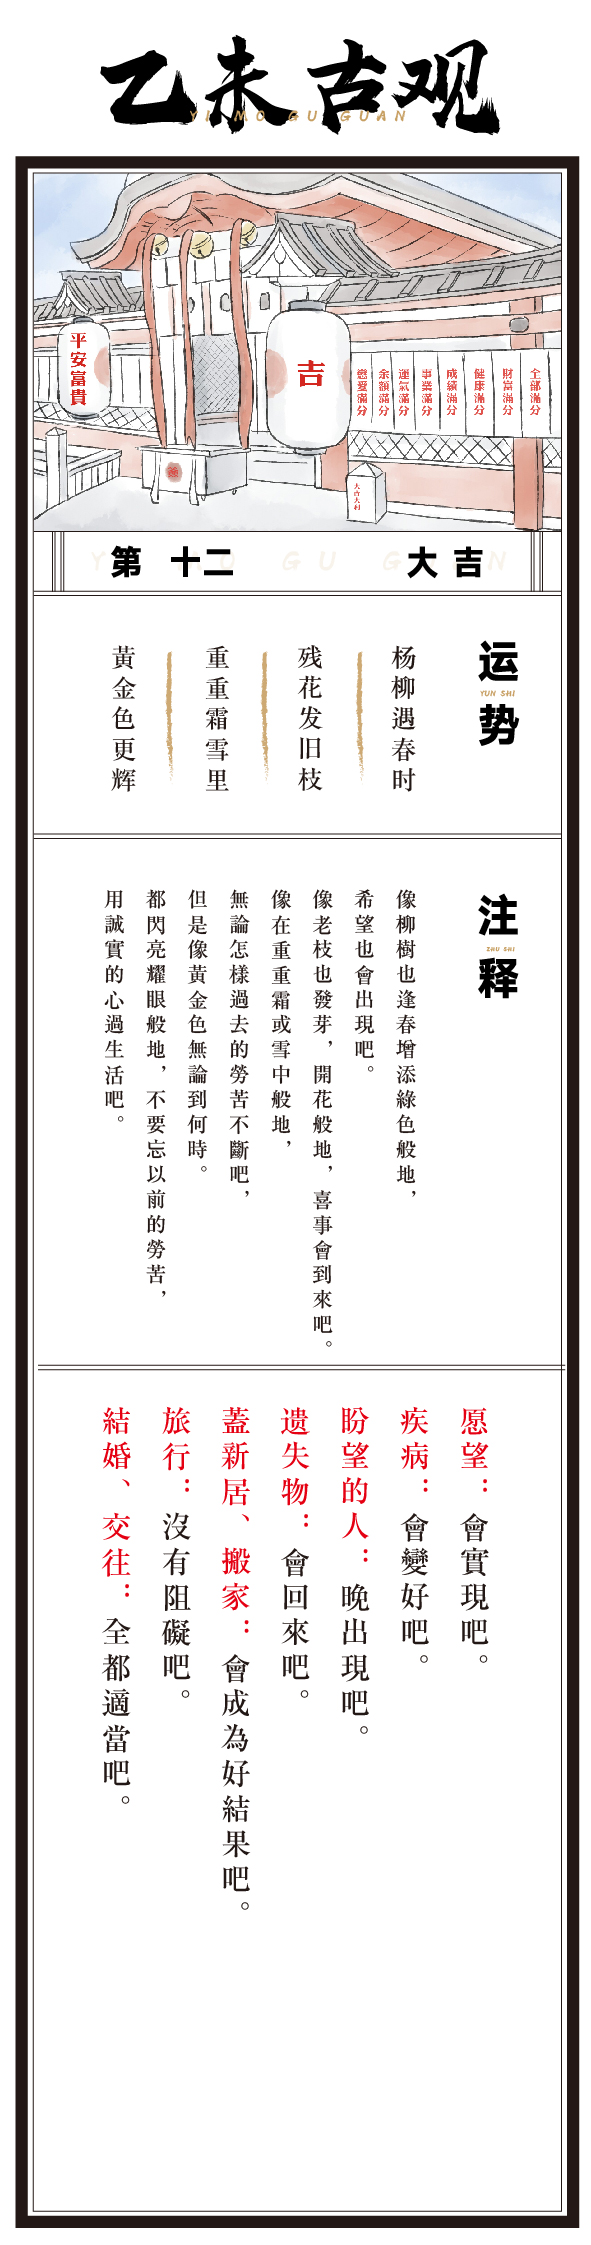 乙未古观
YI MO GU GUAN
平安富貴
吉
戀愛滿分
余額滿分
運氣滿分
事業滿分
成績滿分
健康滿分
財富滿分
全部滿分
大吉大利
第 十二
大吉
运势
YUN SHI
杨柳遇春时
残花发旧枝
重重霜雪里
黃金色更辉
注释
ZHU SHI
像柳樹也逢春增添綠色般地，
希望也會出現吧。
像老枝也發芽，開花般地，喜事會到來吧。
像在重重霜或雪中般地，
無論怎樣過去的勞苦不斷吧，
但是像黃金色無論到何時。
都閃亮耀眼般地，不要忘以前的勞苦，
用誠實的心過生活吧。
愿望：會實現吧。
疾病：會變好吧。
盼望的人：晚出現吧。
遗失物：會回來吧。
蓋新居、搬家：會成為好結果吧。
旅行：沒有阻礙吧。
結婚、交往：全都適當吧。